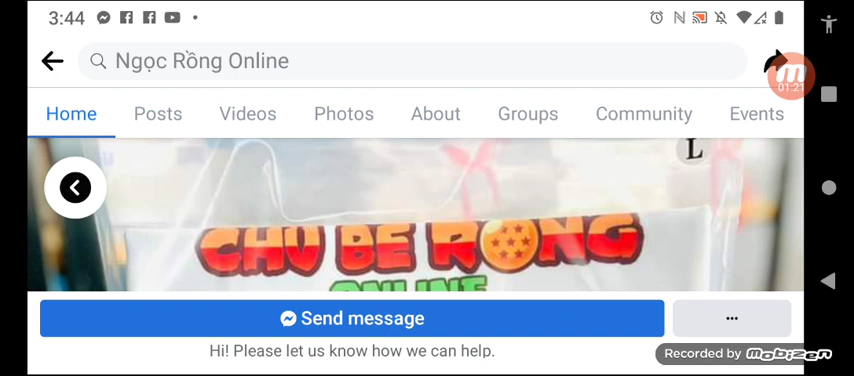 3:44
Ngọc Rồng Online
01:21
Home Posts Videos Photos About Groups Community Events
L
CHU BE RONG
ONLINE
Send message
...
Hi! Please let us know how we can help.
Recorded by mobizen